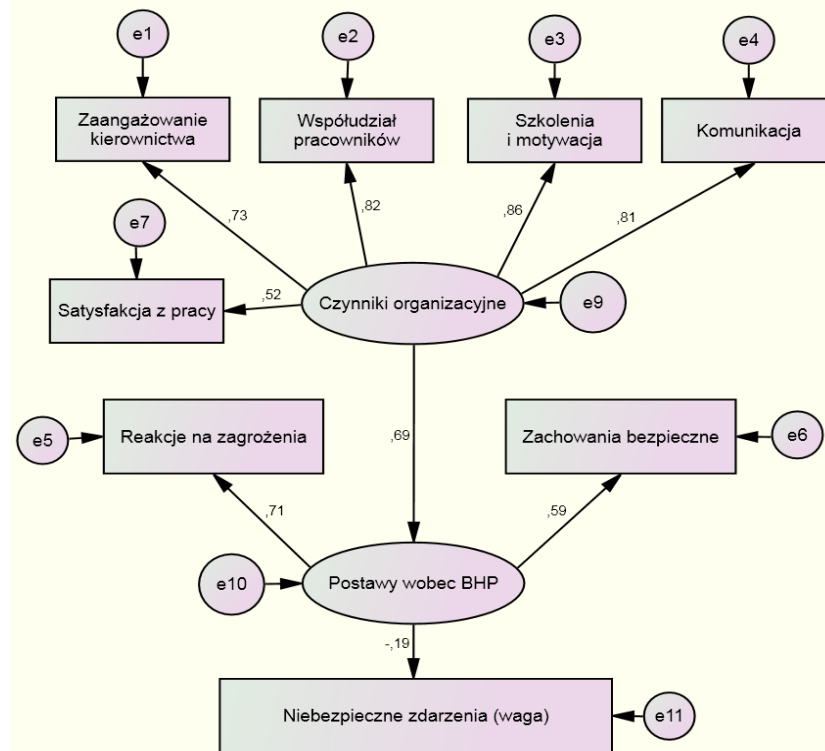 e1
e2
e3
e4
Zaangażowanie
kierownictwa
Współudział
pracowników
Szkolenia
i motywacja
Komunikacja
,73
,82
,86
,81
e7
Satysfakcja z pracy
,52
Czynniki organizacyjne
e9
e5
Reakcje na zagrożenia
,69
Zachowania bezpieczne
e6
,71
,59
e10
Postawy wobec BHP
-,19
Niebezpieczne zdarzenia (waga)
e11